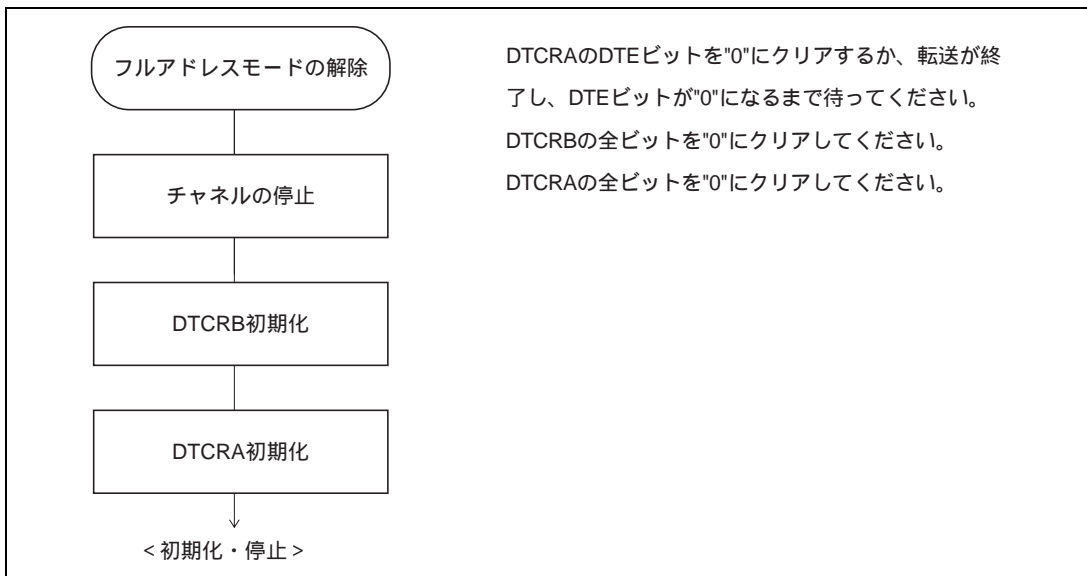 フルアドレスモードの解除
チャネルの停止
DTCRB初期化
DTCRA初期化
<初期化・停止>
DTCRAのDTEビットを"0"にクリアするか、転送が終
了し、DTEビットが"0"になるまで待ってください。
DTCRBの全ビットを"0"にクリアしてください。
DTCRAの全ビットを"0"にクリアしてください。